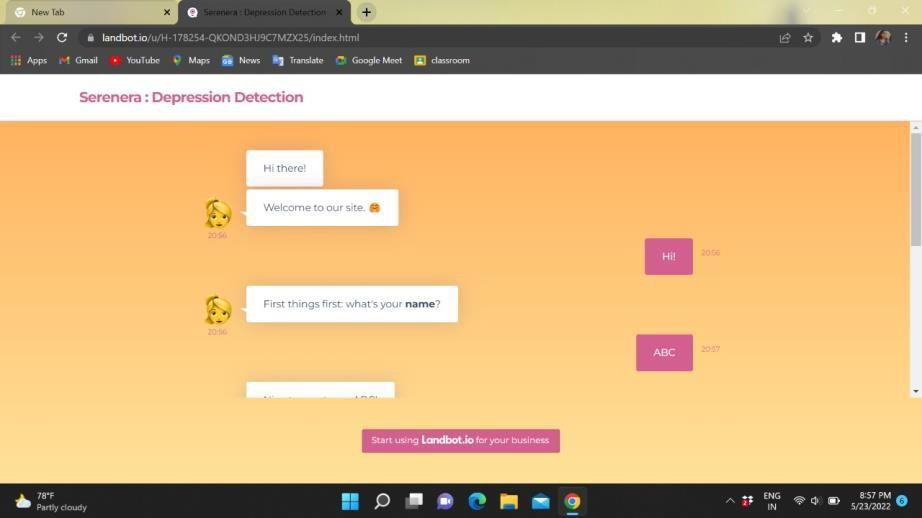 New Tab
Serenera : Depression Detection
landbot.io/u/H-178254-QKOND3HJ9C7MZX25/index.html
Apps
Gmail
YouTube
Maps
News
Translate
Google Meet
classroom
Serenera : Depression Detection
Hi there!
Welcome to our site. 🤗
20:56
Hi!
20:56
First things first: what's your name?
20:56
ABC
20:57
Start using Landbot.io for your business
78°F
Partly cloudy
ENG
IN
8:57 PM
5/23/2022
6